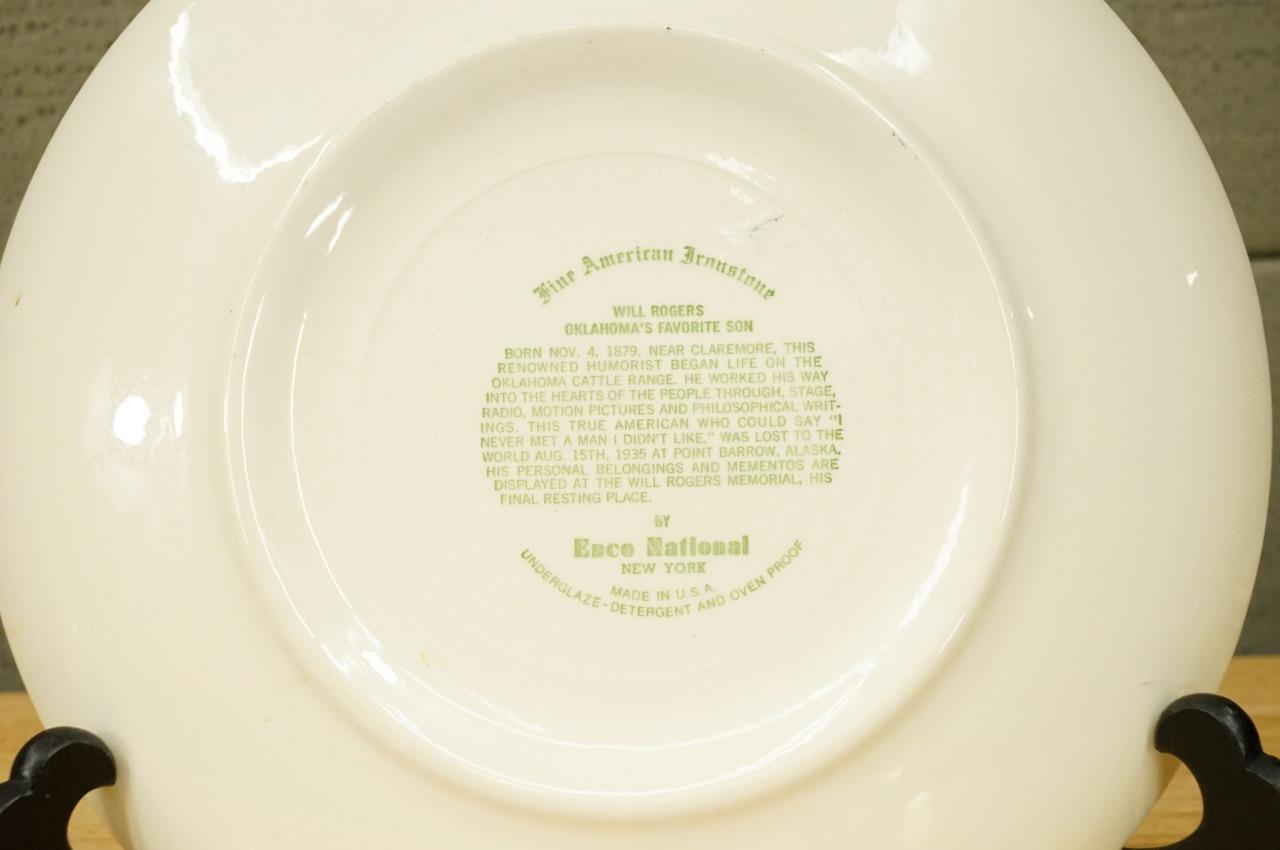 Fine American Ironstone
WILL ROGERS
OKLAHOMA'S FAVORITE SON
BORN NOV. 4, 1879, NEAR CLAREMORE, THIS
RENOWNED HUMORIST BEGAN LIFE ON THE
OKLAHOMA CATTLE RANGE. HE WORKED HIS WAY
INTO THE HEARTS OF THE PEOPLE THROUGH, STAGE,
RADIO, MOTION PICTURES AND PHILOSOPHICAL WRIT-
INGS. THIS TRUE AMERICAN WHO COULD SAY "I
NEVER MET A MAN I DIDN'T LIKE," WAS LOST TO THE
WORLD AUG. 15TH, 1935 AT POINT BARROW, ALASKA.
HIS PERSONAL BELONGINGS AND MEMENTOS ARE
DISPLAYED AT THE WILL ROGERS MEMORIAL, HIS
FINAL RESTING PLACE.
BY
Enco National
NEW YORK
MADE IN U.S.A.
UNDERGLAZE - DETERGENT AND OVEN PROOF